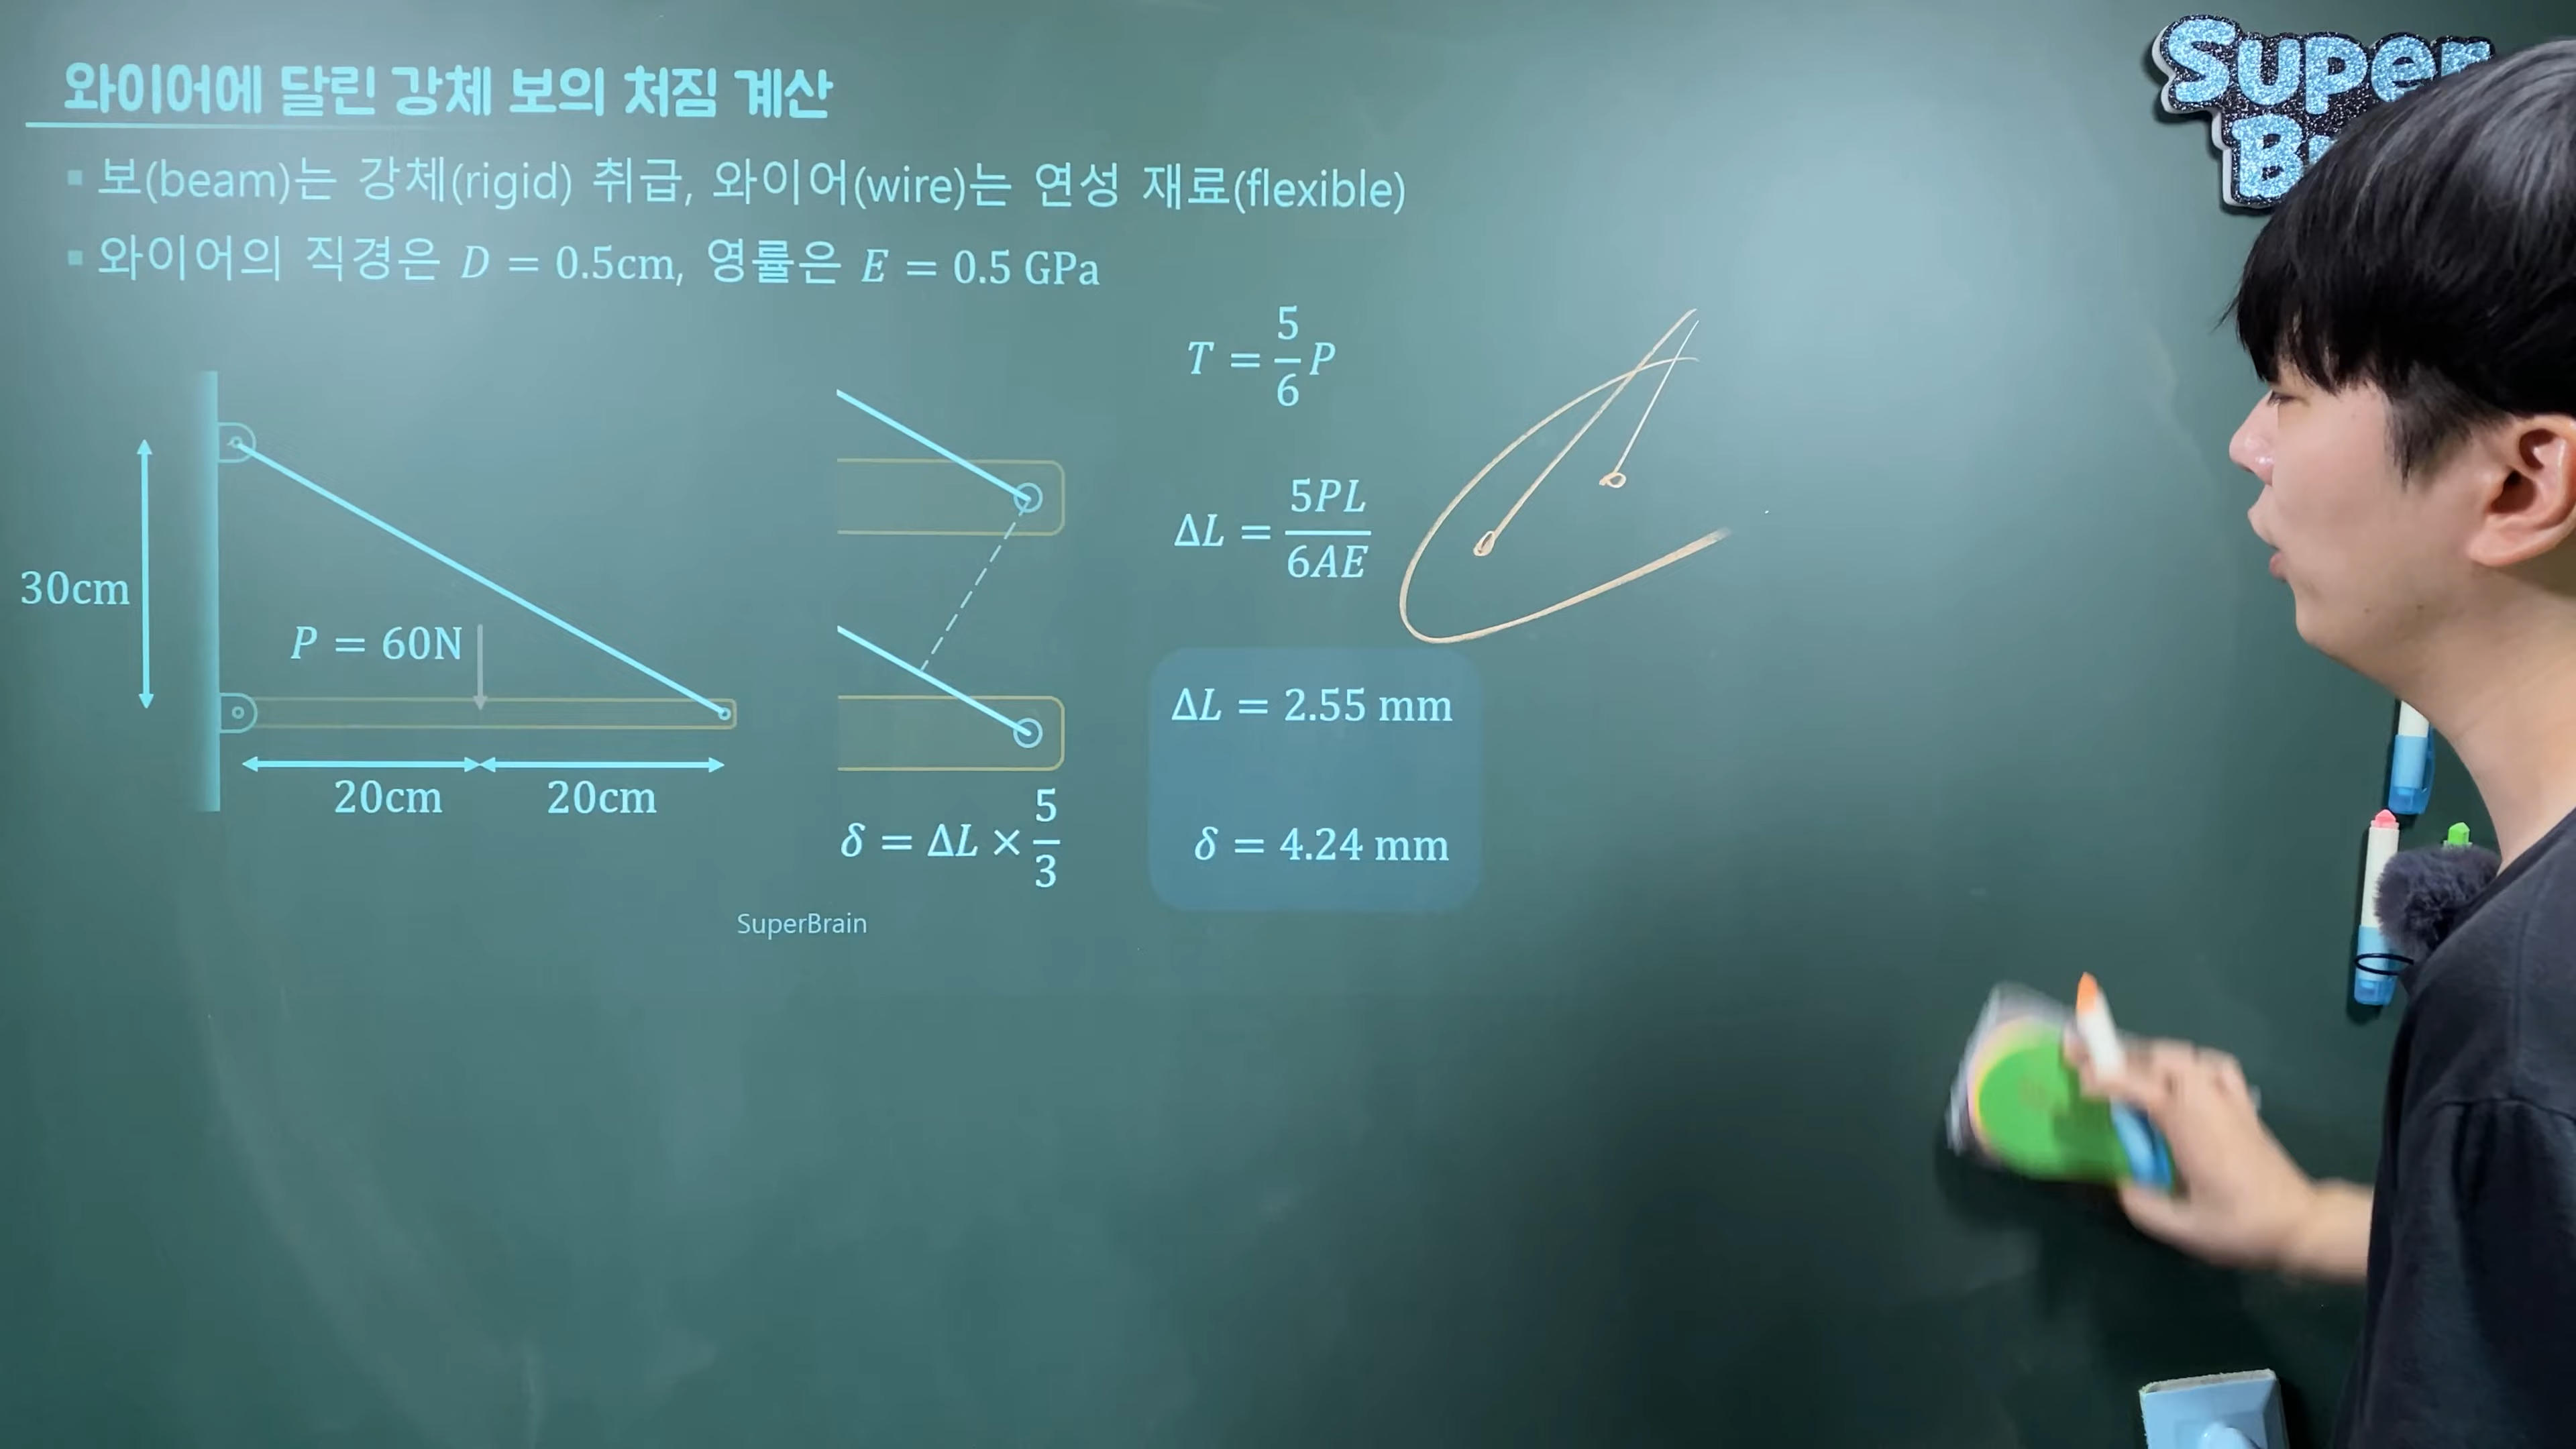 와이어에 달린 강체 보의 처짐 계산
▪ 보(beam)는 강체(rigid) 취급, 와이어(wire)는 연성 재료(flexible)
▪ 와이어의 직경은 D = 0.5cm, 영률은 E = 0.5 GPa
30cm
P = 60N
20cm 20cm
δ = ΔL × 5/3
T = 5/6 P
ΔL = 5PL/6AE
ΔL = 2.55 mm
δ = 4.24 mm
SuperBrain
Super